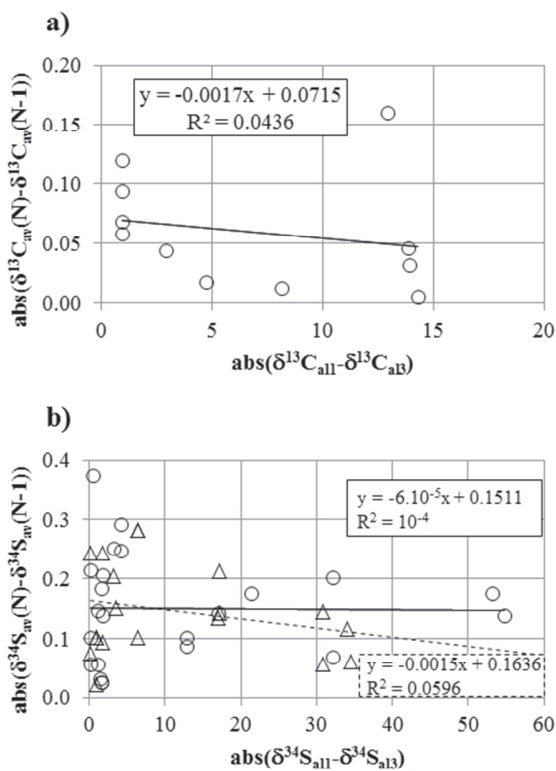 a)
0.20
0.15
0.10
0.05
0.00
y = -0.0017x + 0.0715
R² = 0.0436
abs(δ¹³Cav(N)-δ¹³Cav(N-1))
0 5 10 15 20
abs(δ¹³Cal1-δ¹³Cal3)
b)
0.4
0.3
0.2
0.1
0.0
y = -6.10⁻⁵x + 0.1511
R² = 10⁻⁴
y = -0.0015x + 0.1636
R² = 0.0596
abs(δ³⁴Sav(N)-δ³⁴Sav(N-1))
0 10 20 30 40 50 60
abs(δ³⁴Sal1-δ³⁴Sal3)